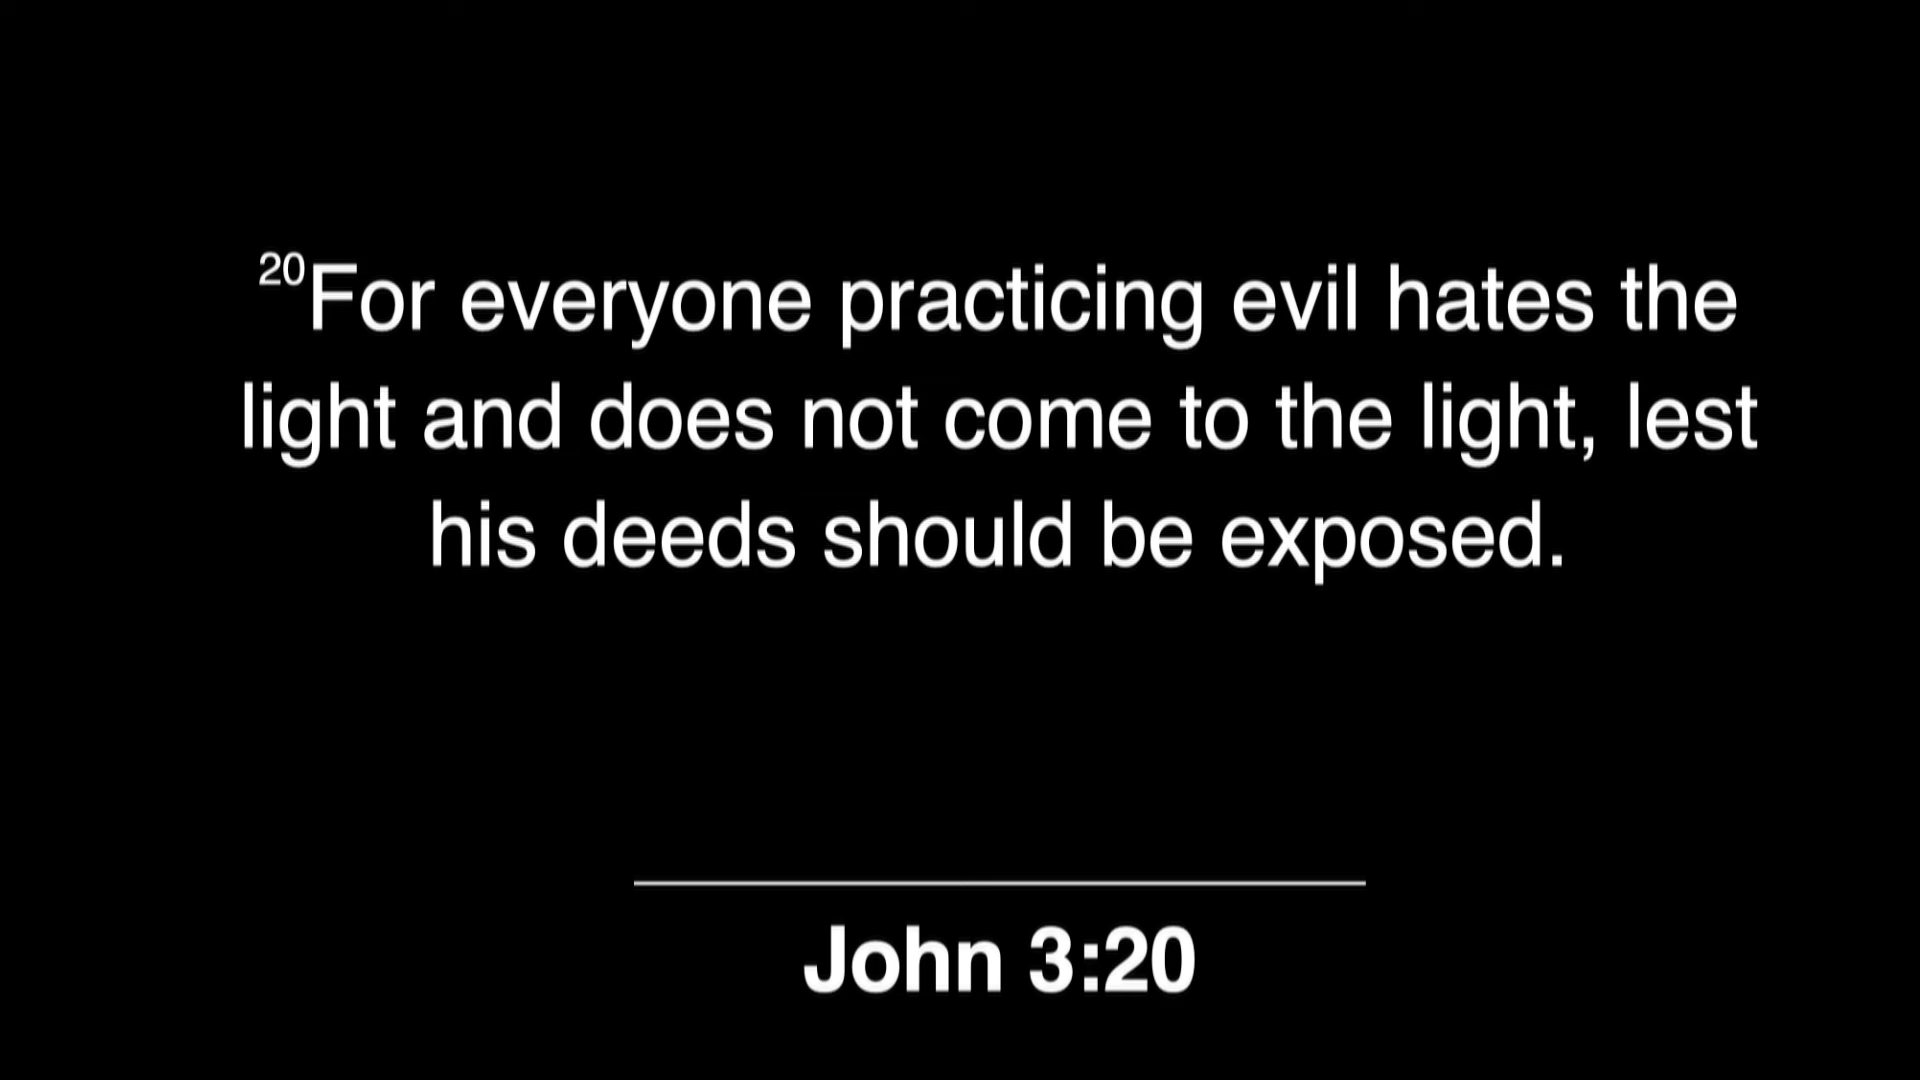 20For everyone practicing evil hates the
light and does not come to the light, lest
his deeds should be exposed.
John 3:20